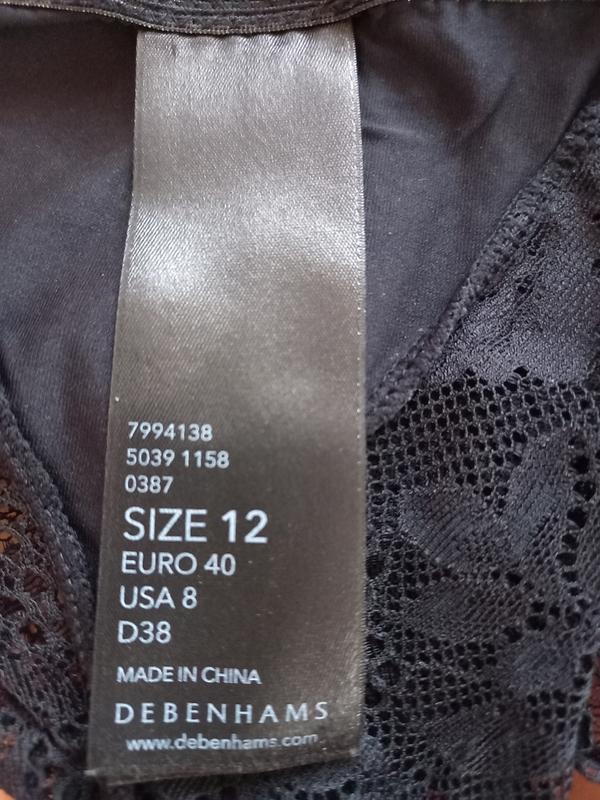 7994138
5039 1158
0387
SIZE 12
EURO 40
USA 8
D38
MADE IN CHINA
DEBENHAMS
www.debenhams.com